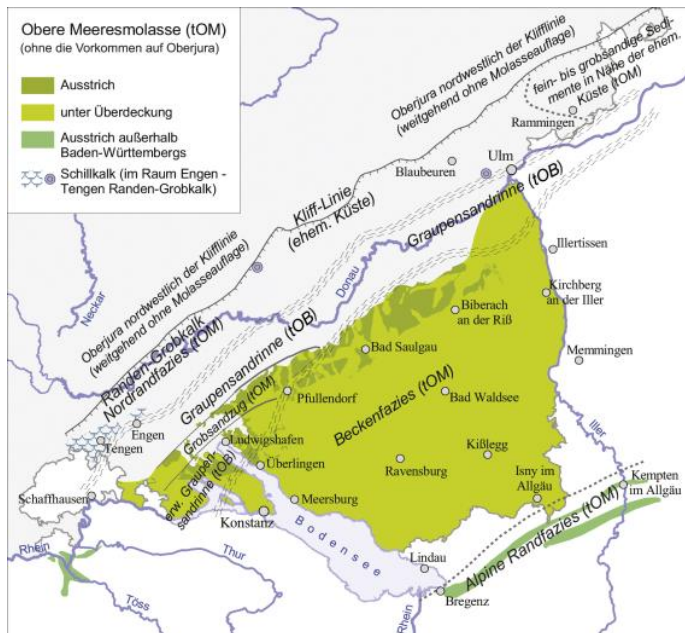 Obere Meeresmolasse (tOM)
(ohne die Vorkommen auf Oberjura)
Ausstrich
unter Überdeckung
Ausstrich außerhalb
Baden-Württembergs
Schillkalk (im Raum Engen -
Tengen Randen-Grobkalk)
Oberjura nordwestlich der Klifflinie
(weitgehend ohne Molasseauflage)
fein- bis grobsandige Sedi-
mente in Nähe der ehem.
Küste (tOM)
Rammingen
Ulm
Blaubeuren
Kliff-Linie
(ehem. Küste)
Graupensandrinne (tOB)
Illertissen
Kirchberg
an der Iller
Donau
Neckar
Oberjura nordwestlich der Klifflinie
(weitgehend ohne Molasseauflage)
Biberach
an der Riß
Bad Saulgau
Memmingen
Randen-Grobkalk
Nordrandfazies (tOM)
Graupensandrinne (tOB)
Grobsandzug (tOM)
Pfullendorf
Beckenfazies (tOM)
Bad Waldsee
Iller
Engen
Tengen
Ludwigshafen
Überlingen
erw. Graupen-
sandrinne (tOB)
Ravensburg
Kißlegg
Isny im
Allgäu
Kempten
im Allgäu
Schaffhausen
Meersburg
Konstanz
Bodensee
Alpine Randfazies (tOM)
Lindau
Bregenz
Rhein
Thur
Töss
Rhein